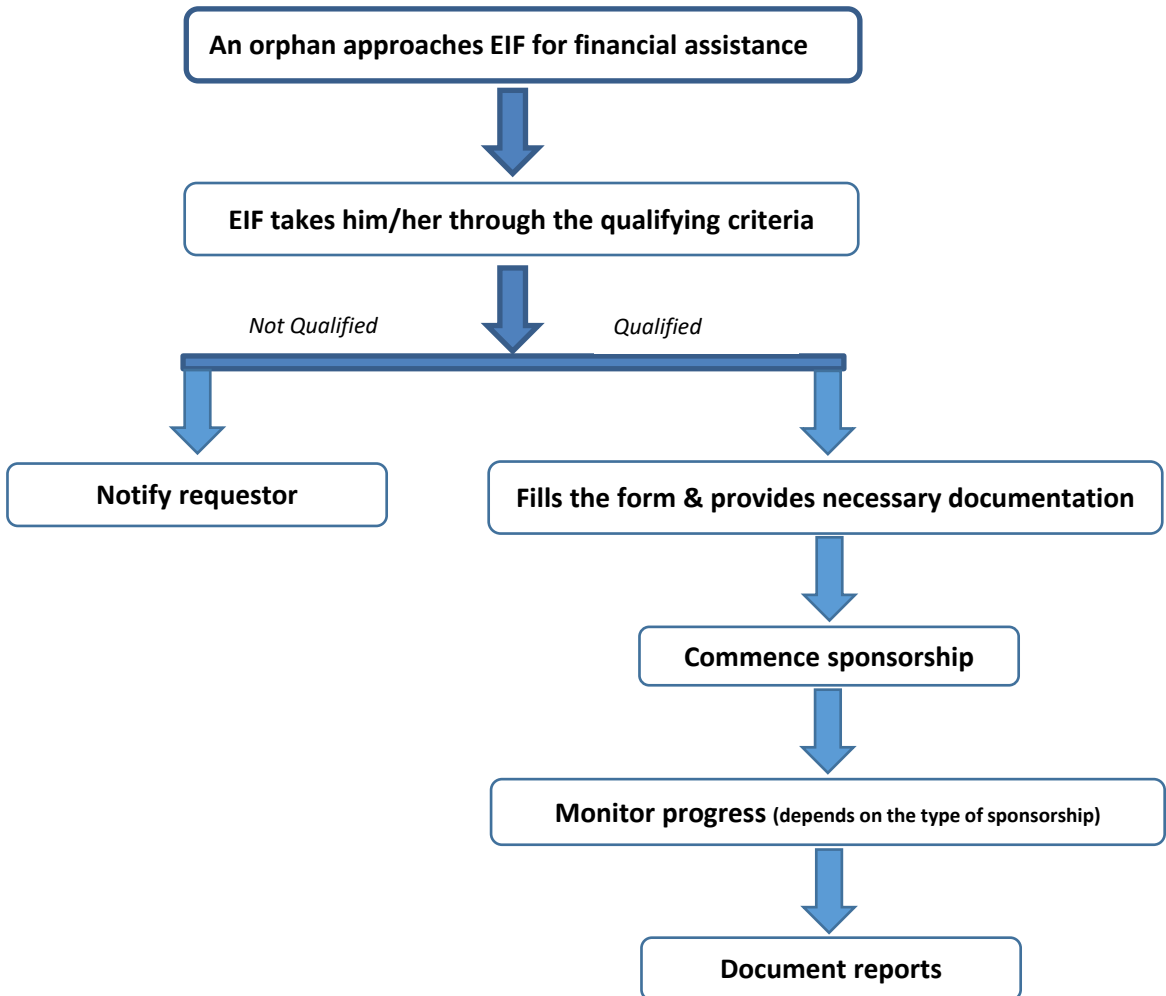 An orphan approaches EIF for financial assistance
EIF takes him/her through the qualifying criteria
Not Qualified
Qualified
Notify requestor
Fills the form & provides necessary documentation
Commence sponsorship
Monitor progress (depends on the type of sponsorship)
Document reports